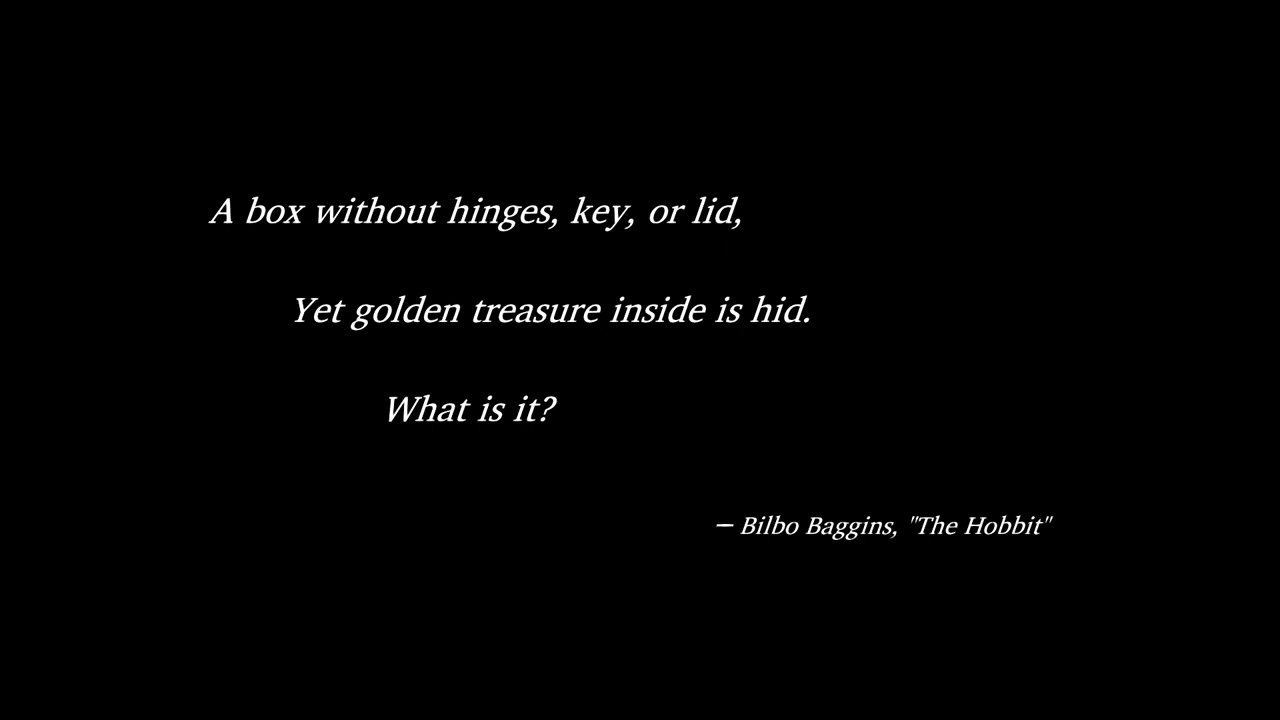 A box without hinges, key, or lid,
Yet golden treasure inside is hid.
What is it?
— Bilbo Baggins, "The Hobbit"